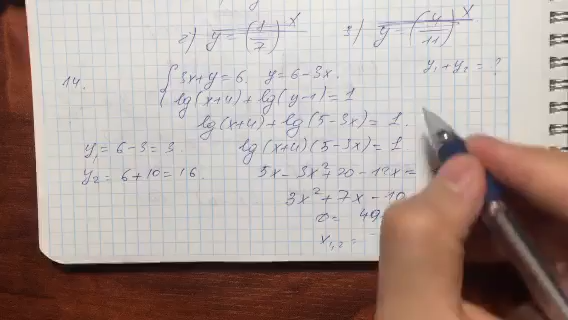 г) y = (1/7)^x
(4/11)^x
y₁ + y₂ = ?
14.
{ 3x+y=6, y=6-3x.
lg(x+4)+lg(y-1)=1
lg(x+4)+lg(5-3x)=1.
y₁ = 6-3=3.
lg(x+4)(5-3x)=1
y₂ = 6+10=16.
5x-3x²+20-12x=
3x²+7x-10
D= 49
x₁,₂ =